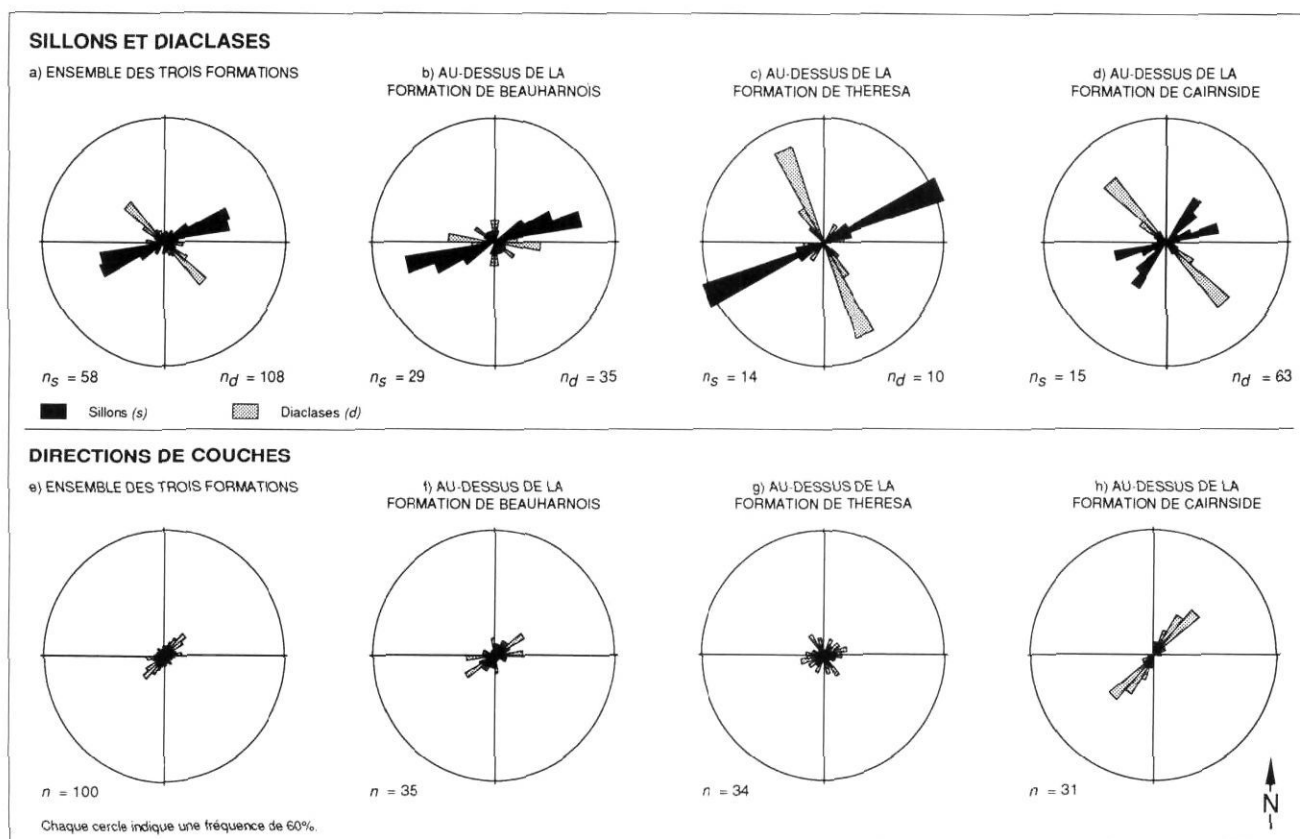 SILLONS ET DIACLASES
a) ENSEMBLE DES TROIS FORMATIONS
b) AU-DESSUS DE LA
FORMATION DE BEAUHARNOIS
c) AU-DESSUS DE LA
FORMATION DE THERESA
d) AU-DESSUS DE LA
FORMATION DE CAIRNSIDE
ns = 58
nd = 108
ns = 29
nd = 35
ns = 14
nd = 10
ns = 15
nd = 63
Sillons (s)
Diaclases (d)
DIRECTIONS DE COUCHES
e) ENSEMBLE DES TROIS FORMATIONS
f) AU-DESSUS DE LA
FORMATION DE BEAUHARNOIS
g) AU-DESSUS DE LA
FORMATION DE THERESA
h) AU-DESSUS DE LA
FORMATION DE CAIRNSIDE
n = 100
n = 35
n = 34
n = 31
N
Chaque cercle indique une fréquence de 60%.